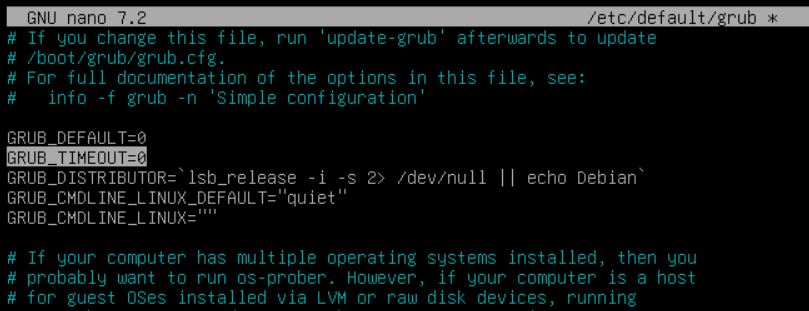 GNU nano 7.2 /etc/default/grub *
# If you change this file, run 'update-grub' afterwards to update
# /boot/grub/grub.cfg.
# For full documentation of the options in this file, see:
#   info -f grub -n 'Simple configuration'
GRUB_DEFAULT=0
GRUB_TIMEOUT=0
GRUB_DISTRIBUTOR=`lsb_release -i -s 2> /dev/null || echo Debian`
GRUB_CMDLINE_LINUX_DEFAULT="quiet"
GRUB_CMDLINE_LINUX=""
# If your computer has multiple operating systems installed, then you
# probably want to run os-prober. However, if your computer is a host
# for guest OSes installed via LVM or raw disk devices, running